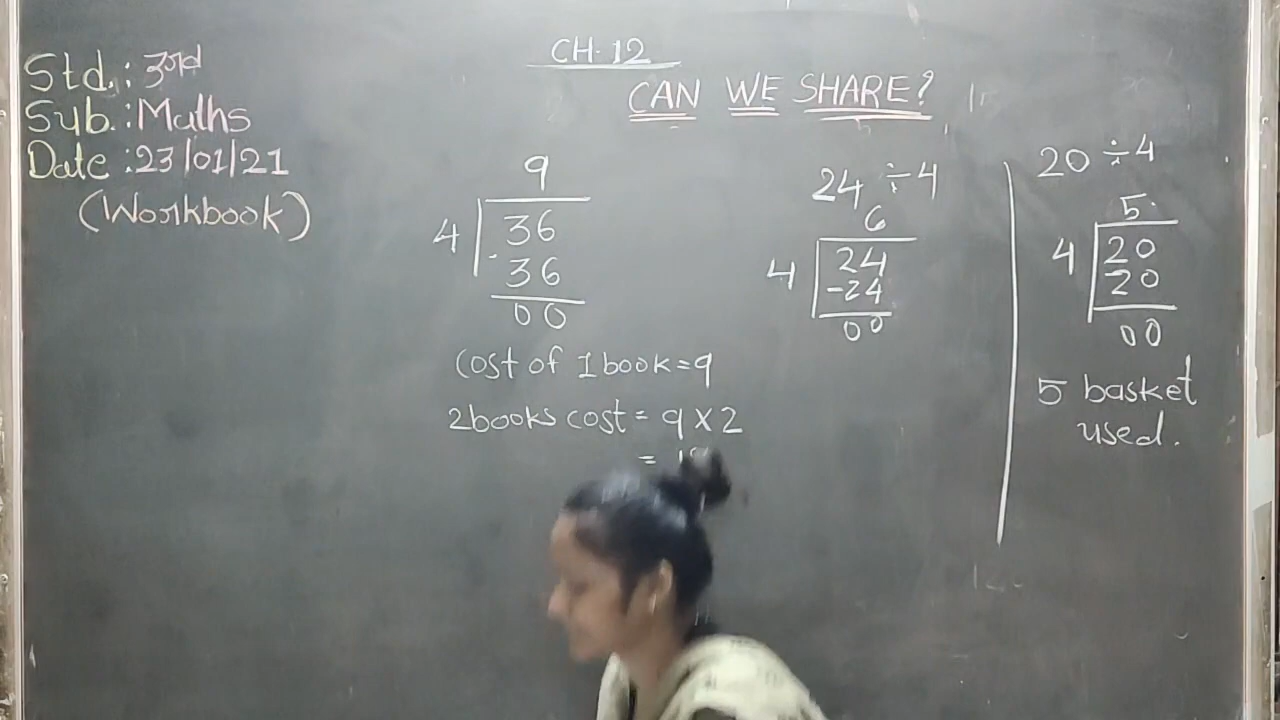 Std.: 3rd
Sub.: Maths
Date: 23/01/21
(Workbook)
CH-12
CAN WE SHARE?
9
4 36
- 36
00
Cost of 1 book = 9
2 books cost = 9 × 2
=
24 ÷ 4
6
4 24
-24
00
20 ÷ 4
5
4 20
-20
00
5 basket
used.